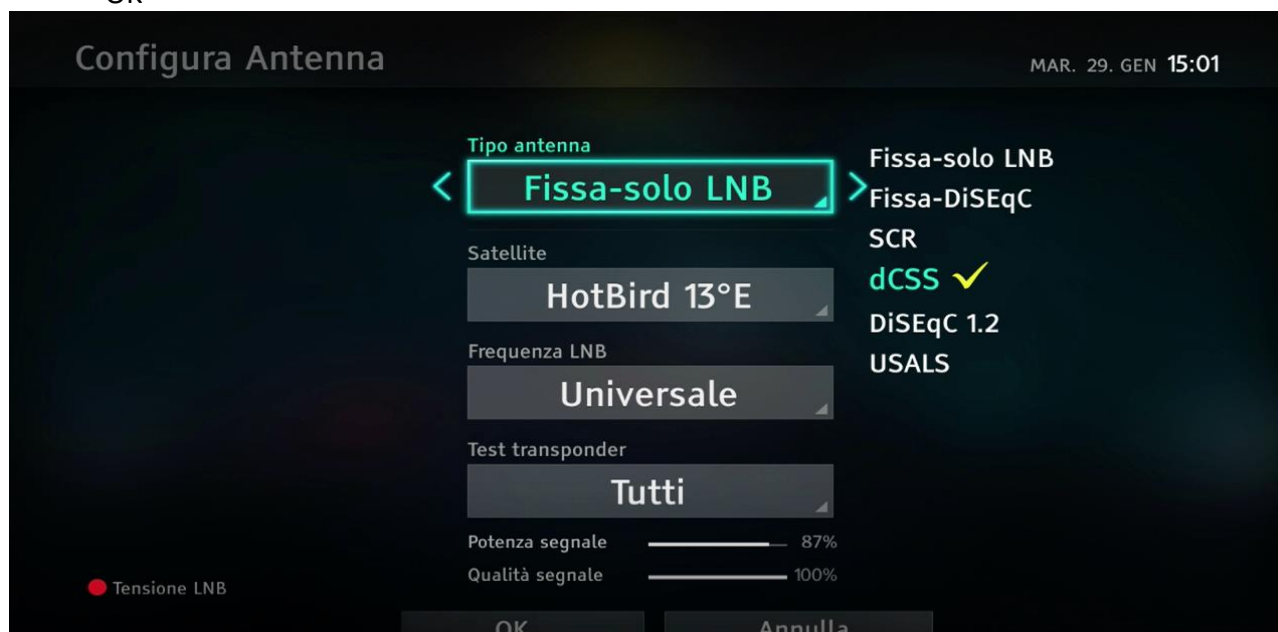 OK
Configura Antenna
MAR. 29. GEN 15:01
Tipo antenna
< Fissa-solo LNB >
Fissa-solo LNB
Fissa-DiSEqC
SCR
dCSS ✓
DiSEqC 1.2
USALS
Satellite
HotBird 13°E
Frequenza LNB
Universale
Test transponder
Tutti
Potenza segnale 87%
Qualità segnale 100%
Tensione LNB
OK
Annulla